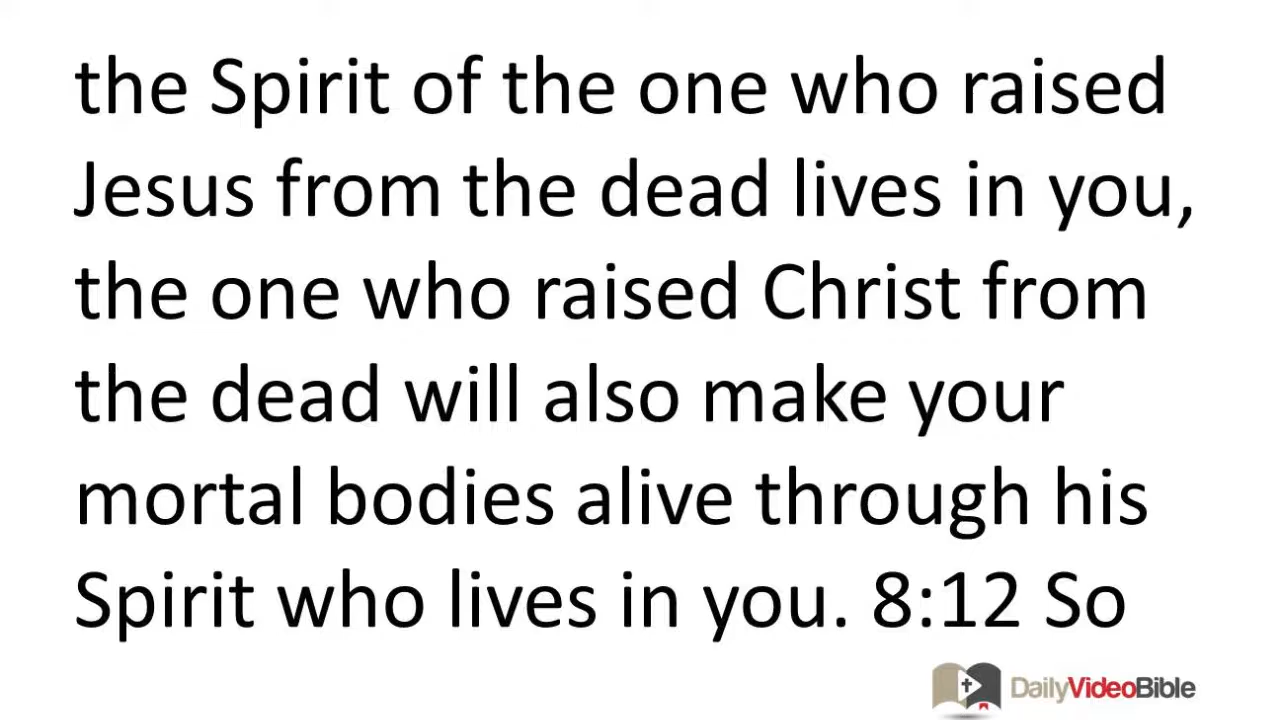 the Spirit of the one who raised
Jesus from the dead lives in you,
the one who raised Christ from
the dead will also make your
mortal bodies alive through his
Spirit who lives in you. 8:12 So
DailyVideoBible